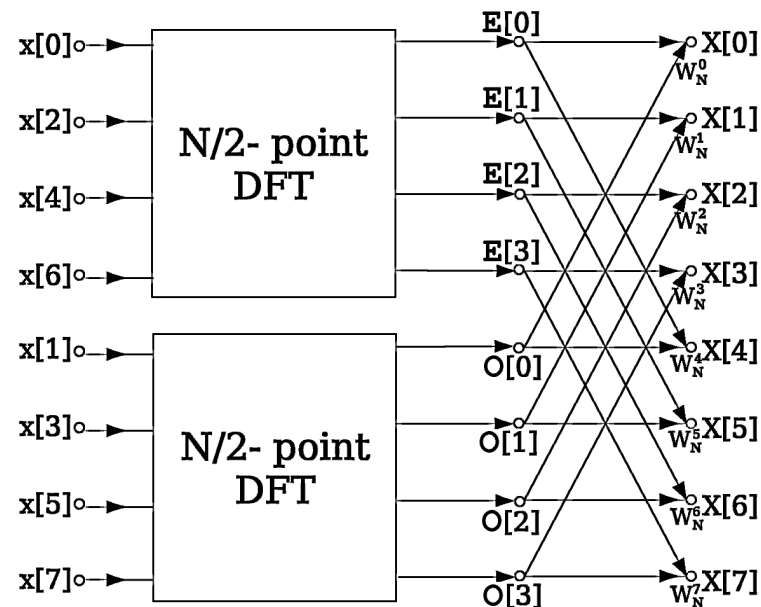 x[0]
x[2]
x[4]
x[6]
x[1]
x[3]
x[5]
x[7]
N/2- point
DFT
N/2- point
DFT
E[0]
E[1]
E[2]
E[3]
O[0]
O[1]
O[2]
O[3]
W_N^0 X[0]
W_N^1 X[1]
W_N^2 X[2]
W_N^3 X[3]
W_N^4 X[4]
W_N^5 X[5]
W_N^6 X[6]
W_N^7 X[7]